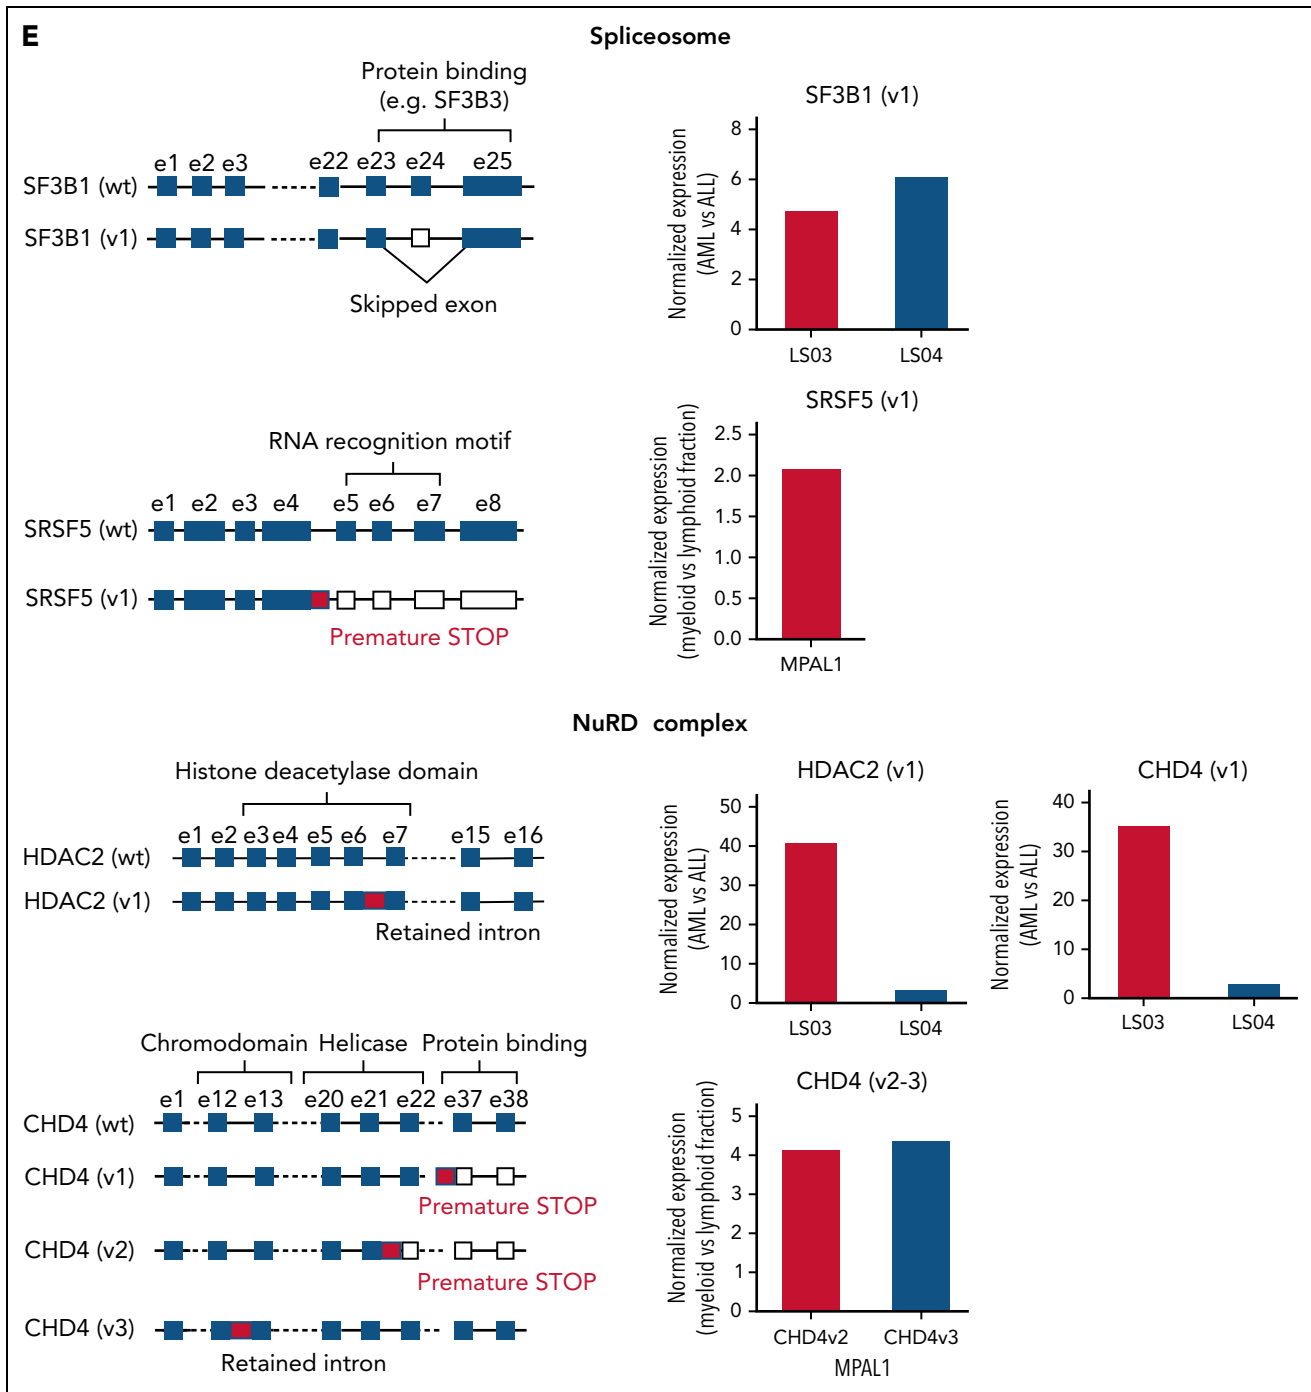 E
Spliceosome
Protein binding
(e.g. SF3B3)
e1 e2 e3 e22 e23 e24 e25
SF3B1 (wt)
SF3B1 (v1)
Skipped exon
SF3B1 (v1)
Normalized expression
(AML vs ALL)
8
6
4
2
0
LS03 LS04
RNA recognition motif
e1 e2 e3 e4 e5 e6 e7 e8
SRSF5 (wt)
SRSF5 (v1)
Premature STOP
SRSF5 (v1)
Normalized expression
(myeloid vs lymphoid fraction)
2.5
2.0
1.5
1.0
0.5
0.0
MPAL1
NuRD complex
Histone deacetylase domain
e1 e2 e3 e4 e5 e6 e7 e15 e16
HDAC2 (wt)
HDAC2 (v1)
Retained intron
HDAC2 (v1)
Normalized expression
(AML vs ALL)
50
40
30
20
10
0
LS03 LS04
CHD4 (v1)
Normalized expression
(AML vs ALL)
40
30
20
10
0
LS03 LS04
Chromodomain Helicase Protein binding
e1 e12 e13 e20 e21 e22 e37 e38
CHD4 (wt)
CHD4 (v1)
Premature STOP
CHD4 (v2)
Premature STOP
CHD4 (v3)
Retained intron
CHD4 (v2-3)
Normalized expression
(myeloid vs lymphoid fraction)
5
4
3
2
1
0
CHD4v2 CHD4v3
MPAL1